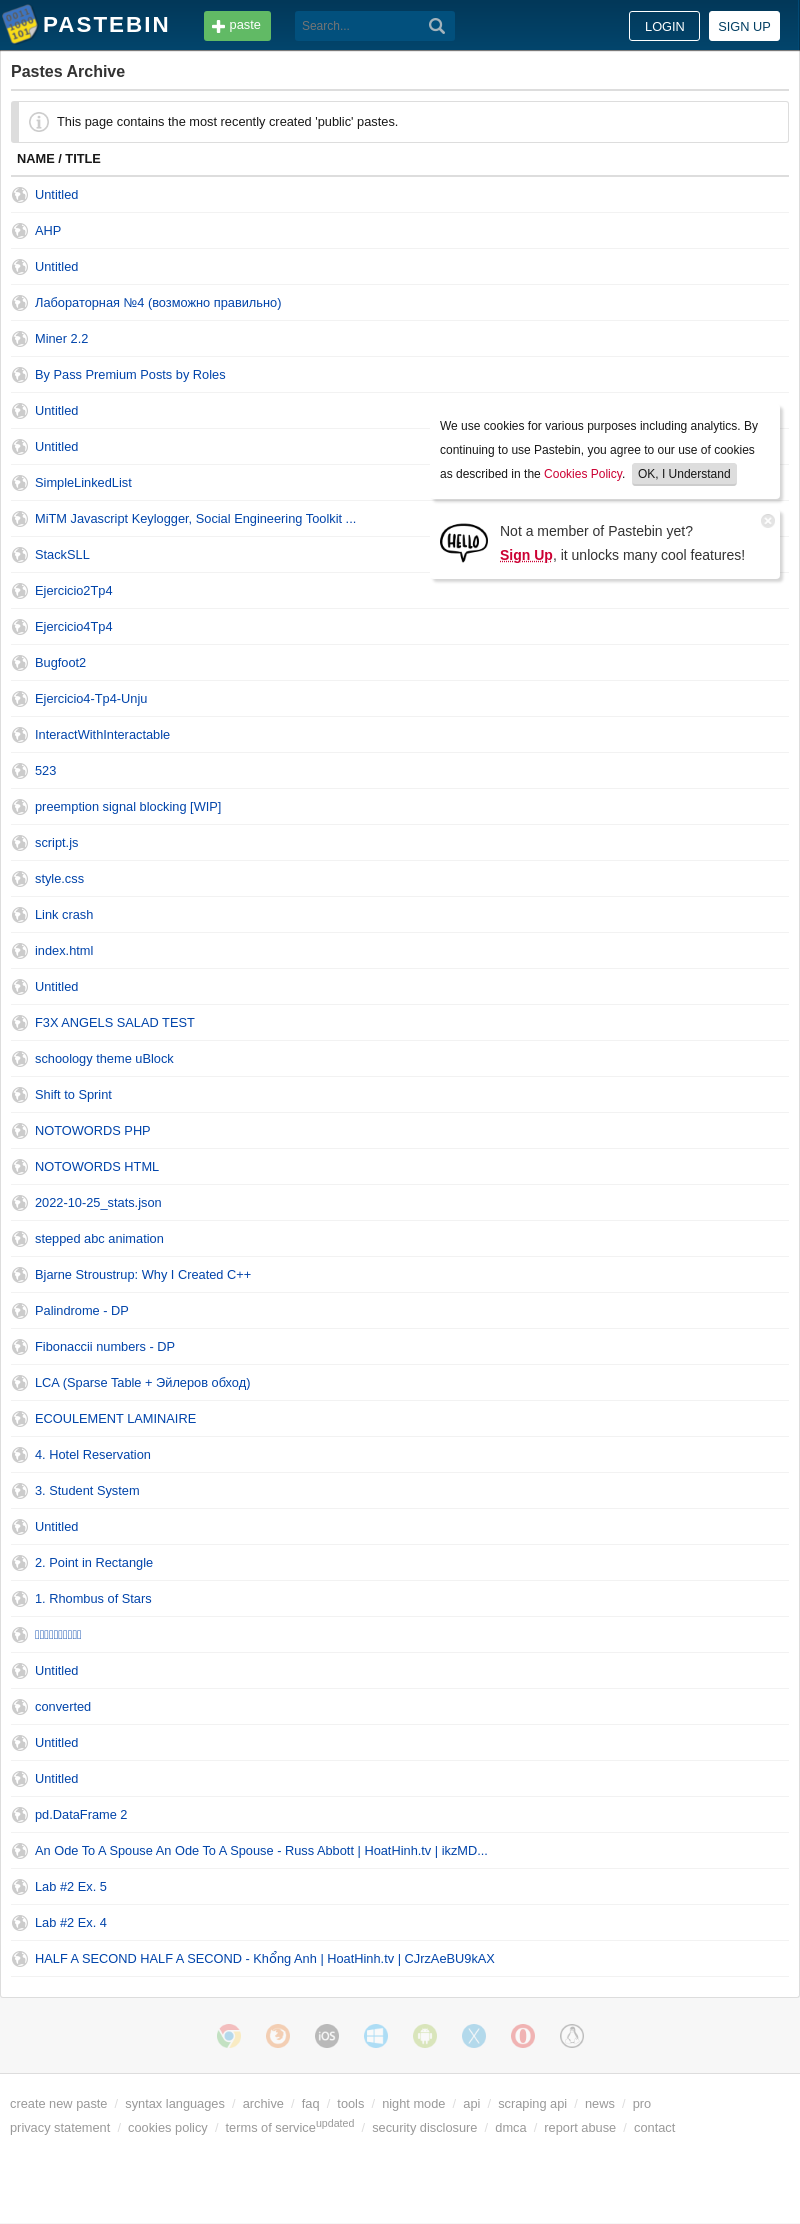 PASTEBIN
paste
Search...
LOGIN
SIGN UP
Pastes Archive
This page contains the most recently created 'public' pastes.
NAME / TITLE
Untitled
AHP
Untitled
Лабораторная №4 (возможно правильно)
Miner 2.2
By Pass Premium Posts by Roles
Untitled
Untitled
SimpleLinkedList
MiTM Javascript Keylogger, Social Engineering Toolkit ...
StackSLL
Ejercicio2Tp4
We use cookies for various purposes including analytics. By
continuing to use Pastebin, you agree to our use of cookies
as described in the Cookies Policy. OK, I Understand
HELLO
Not a member of Pastebin yet?
Sign Up, it unlocks many cool features!
Ejercicio4Tp4
Bugfoot2
Ejercicio4-Tp4-Unju
InteractWithInteractable
523
preemption signal blocking [WIP]
script.js
style.css
Link crash
index.html
Untitled
F3X ANGELS SALAD TEST
schoology theme uBlock
Shift to Sprint
NOTOWORDS PHP
NOTOWORDS HTML
2022-10-25_stats.json
stepped abc animation
Bjarne Stroustrup: Why I Created C++
Palindrome - DP
Fibonaccii numbers - DP
LCA (Sparse Table + Эйлеров обход)
ECOULEMENT LAMINAIRE
4. Hotel Reservation
3. Student System
Untitled
2. Point in Rectangle
1. Rhombus of Stars
Untitled
converted
Untitled
Untitled
pd.DataFrame 2
An Ode To A Spouse An Ode To A Spouse - Russ Abbott | HoatHinh.tv | ikzMD...
Lab #2 Ex. 5
Lab #2 Ex. 4
HALF A SECOND HALF A SECOND - Khổng Anh | HoatHinh.tv | CJrzAeBU9kAX
iOS
create new paste / syntax languages / archive / faq / tools / night mode / api / scraping api / news / pro
privacy statement / cookies policy / terms of service updated / security disclosure / dmca / report abuse / contact